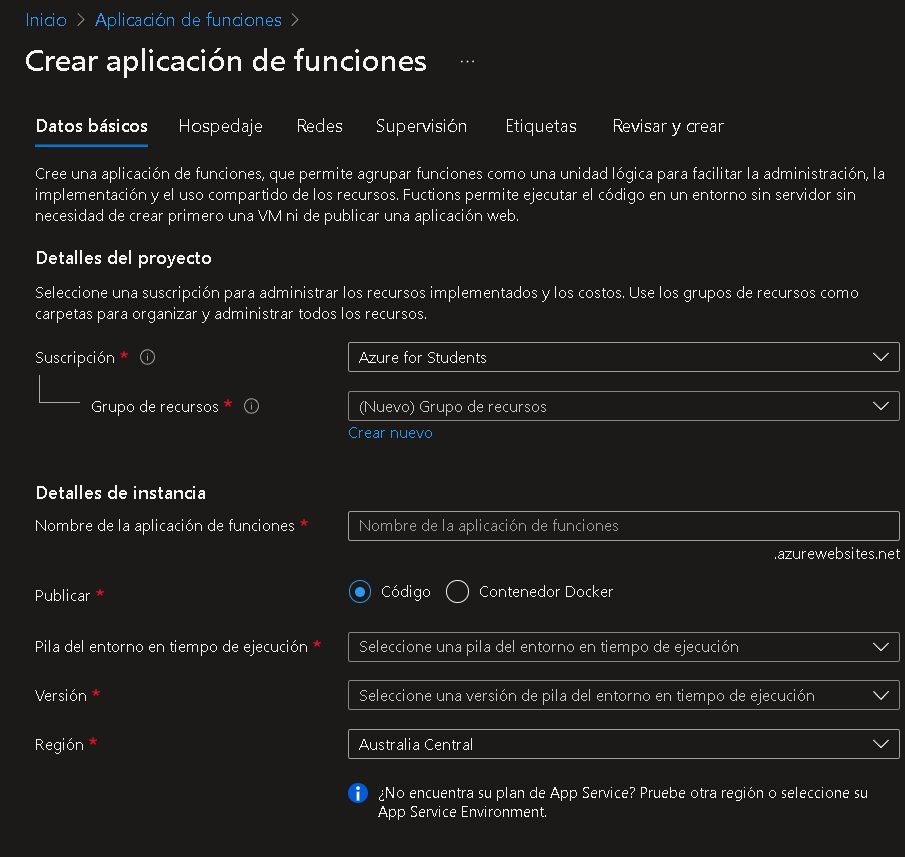 Inicio > Aplicación de funciones >
Crear aplicación de funciones ...
Datos básicos Hospedaje Redes Supervisión Etiquetas Revisar y crear
Cree una aplicación de funciones, que permite agrupar funciones como una unidad lógica para facilitar la administración, la
implementación y el uso compartido de los recursos. Fuctions permite ejecutar el código en un entorno sin servidor sin
necesidad de crear primero una VM ni de publicar una aplicación web.
Detalles del proyecto
Seleccione una suscripción para administrar los recursos implementados y los costos. Use los grupos de recursos como
carpetas para organizar y administrar todos los recursos.
Suscripción * Azure for Students
Grupo de recursos * (Nuevo) Grupo de recursos
Crear nuevo
Detalles de instancia
Nombre de la aplicación de funciones * Nombre de la aplicación de funciones
.azurewebsites.net
Publicar * Código Contenedor Docker
Pila del entorno en tiempo de ejecución * Seleccione una pila del entorno en tiempo de ejecución
Versión * Seleccione una versión de pila del entorno en tiempo de ejecución
Región * Australia Central
¿No encuentra su plan de App Service? Pruebe otra región o seleccione su
App Service Environment.